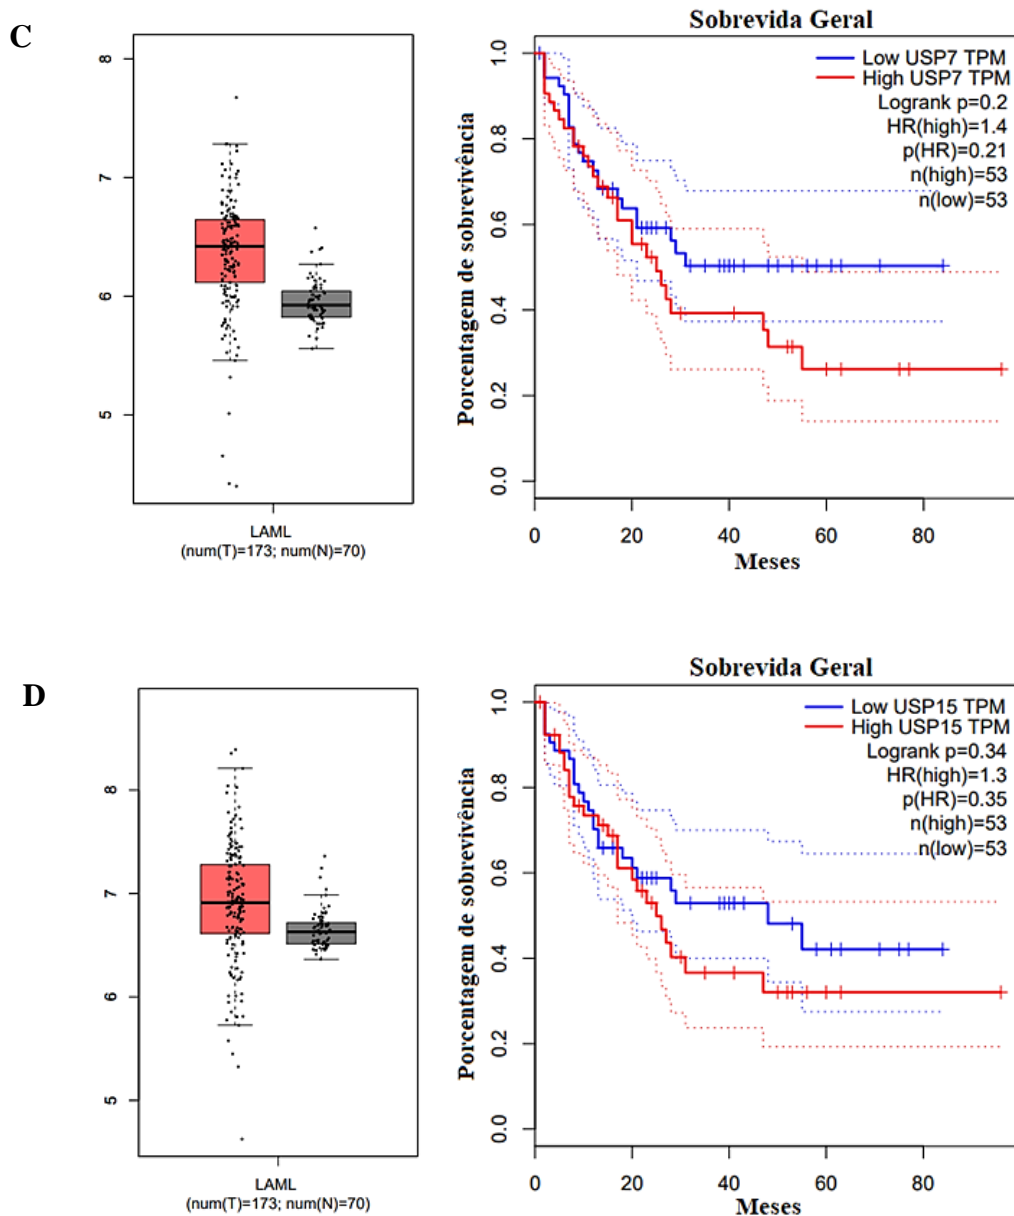 C
8
7
6
5
LAML
(num(T)=173; num(N)=70)
Sobrevida Geral
Porcentagem de sobrevivência
1.0
0.8
0.6
0.4
0.2
0.0
Low USP7 TPM
High USP7 TPM
Logrank p=0.2
HR(high)=1.4
p(HR)=0.21
n(high)=53
n(low)=53
0 20 40 60 80
Meses
D
8
7
6
5
LAML
(num(T)=173; num(N)=70)
Sobrevida Geral
Porcentagem de sobrevivência
1.0
0.8
0.6
0.4
0.2
0.0
Low USP15 TPM
High USP15 TPM
Logrank p=0.34
HR(high)=1.3
p(HR)=0.35
n(high)=53
n(low)=53
0 20 40 60 80
Meses